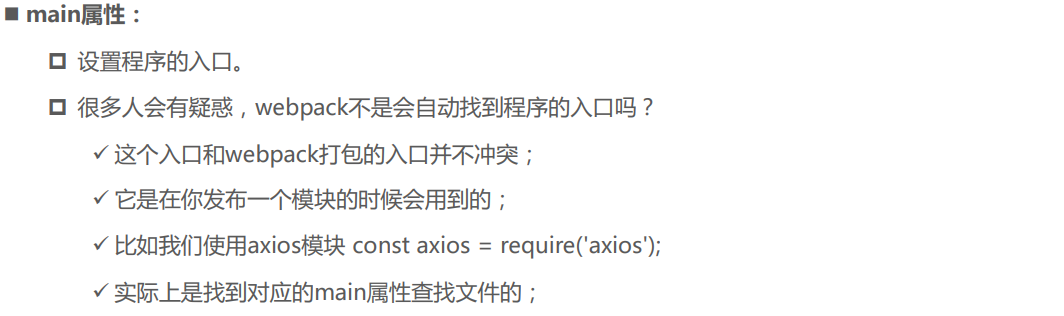 ■ main属性：
设置程序的入口。
很多人会有疑惑，webpack不是会自动找到程序的入口吗？
✓ 这个入口和webpack打包的入口并不冲突；
✓ 它是在你发布一个模块的时候会用到的；
✓ 比如我们使用axios模块 const axios = require('axios');
✓ 实际上是找到对应的main属性查找文件的；